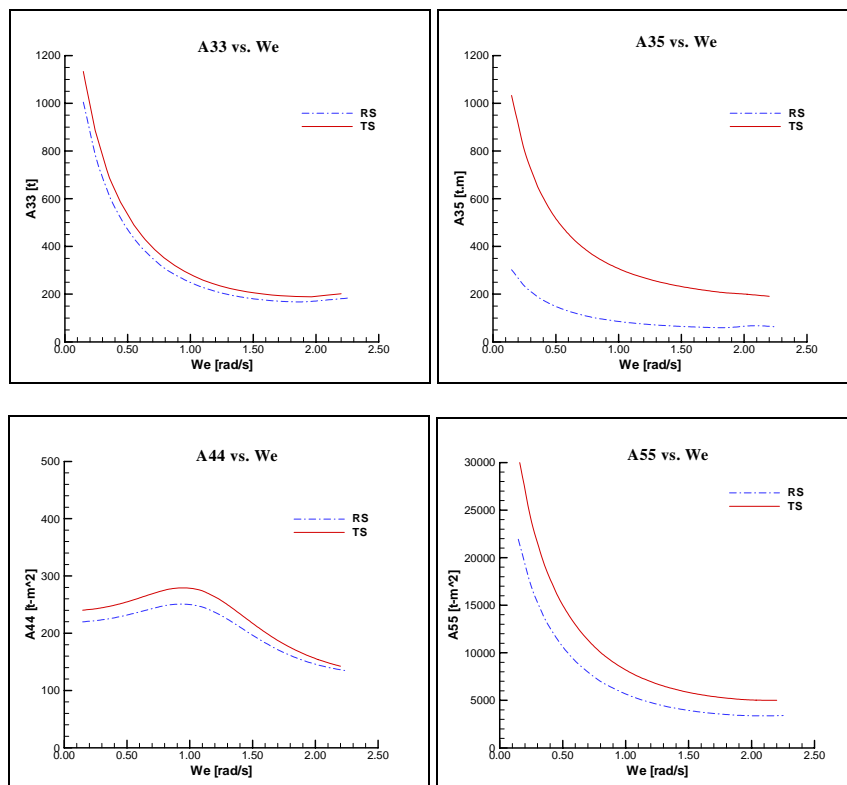 A33 vs. We
1200
1000
800
600
400
200
0
A33 [t]
RS
TS
0.00 0.50 1.00 1.50 2.00 2.50
We [rad/s]
A35 vs. We
1200
1000
800
600
400
200
0
A35 [t.m]
RS
TS
0.00 0.50 1.00 1.50 2.00 2.50
We [rad/s]
A44 vs. We
500
400
300
200
100
0
A44 [t-m^2]
RS
TS
0.00 0.50 1.00 1.50 2.00 2.50
We [rad/s]
A55 vs. We
30000
25000
20000
15000
10000
5000
0
A55 [t-m^2]
RS
TS
0.00 0.50 1.00 1.50 2.00 2.50
We [rad/s]